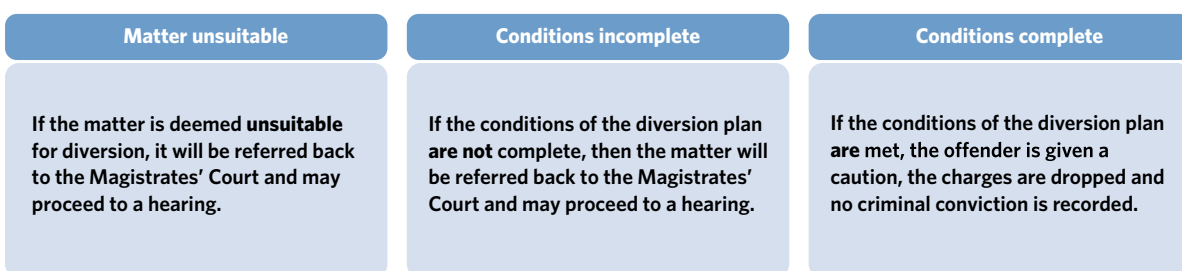 Matter unsuitable
If the matter is deemed unsuitable
for diversion, it will be referred back
to the Magistrates' Court and may
proceed to a hearing.
Conditions incomplete
If the conditions of the diversion plan
are not complete, then the matter will
be referred back to the Magistrates'
Court and may proceed to a hearing.
Conditions complete
If the conditions of the diversion plan
are met, the offender is given a
caution, the charges are dropped and
no criminal conviction is recorded.